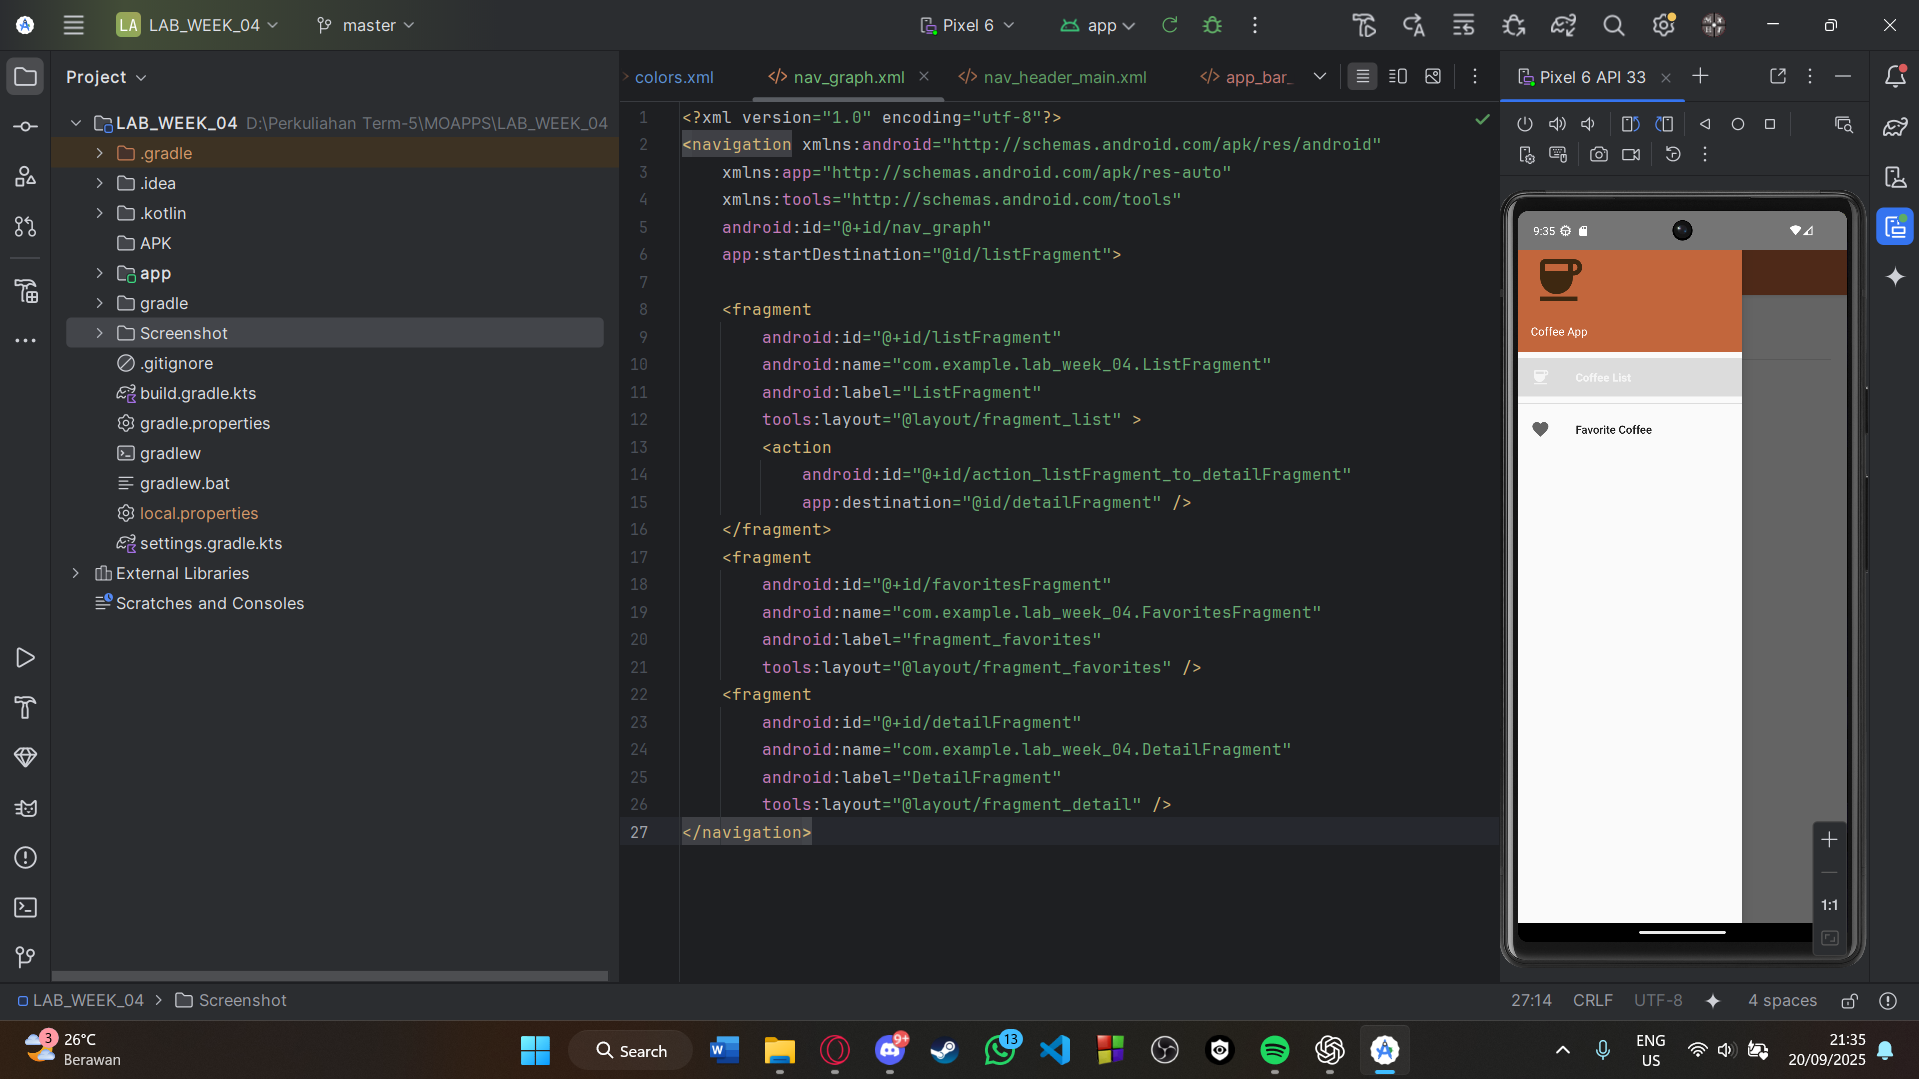 LA LAB_WEEK_04 master
Pixel 6 app
Project
LAB_WEEK_04 D:\Perkuliahan Term-5\MOAPPS\LAB_WEEK_04
.gradle
.idea
.kotlin
APK
app
gradle
Screenshot
.gitignore
build.gradle.kts
gradle.properties
gradlew
gradlew.bat
local.properties
settings.gradle.kts
External Libraries
Scratches and Consoles
colors.xml nav_graph.xml nav_header_main.xml app_bar_
1 <?xml version="1.0" encoding="utf-8"?>
2 <navigation xmlns:android="http://schemas.android.com/apk/res/android"
3 xmlns:app="http://schemas.android.com/apk/res-auto"
4 xmlns:tools="http://schemas.android.com/tools"
5 android:id="@+id/nav_graph"
6 app:startDestination="@id/listFragment">
7
8 <fragment
9 android:id="@+id/listFragment"
10 android:name="com.example.lab_week_04.ListFragment"
11 android:label="ListFragment"
12 tools:layout="@layout/fragment_list" >
13 <action
14 android:id="@+id/action_listFragment_to_detailFragment"
15 app:destination="@id/detailFragment" />
16 </fragment>
17 <fragment
18 android:id="@+id/favoritesFragment"
19 android:name="com.example.lab_week_04.FavoritesFragment"
20 android:label="fragment_favorites"
21 tools:layout="@layout/fragment_favorites" />
22 <fragment
23 android:id="@+id/detailFragment"
24 android:name="com.example.lab_week_04.DetailFragment"
25 android:label="DetailFragment"
26 tools:layout="@layout/fragment_detail" />
27 </navigation>
Pixel 6 API 33
9:35
Coffee App
Coffee List
Favorite Coffee
1:1
LAB_WEEK_04 > Screenshot
27:14 CRLF UTF-8 4 spaces
3 26°C
Berawan
Search
9+
13
ENG
US
21:35
20/09/2025